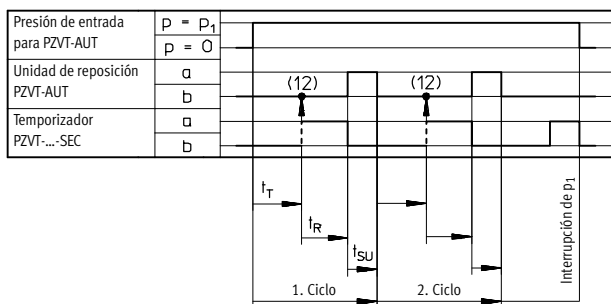 Presión de entrada
para PZVT-AUT
p = p1
p = 0
Unidad de reposición
PZVT-AUT
a
b
(12)
(12)
Temporizador
PZVT-...-SEC
a
b
tT
tR
tSU
Interrupción de p1
1. Ciclo
2. Ciclo